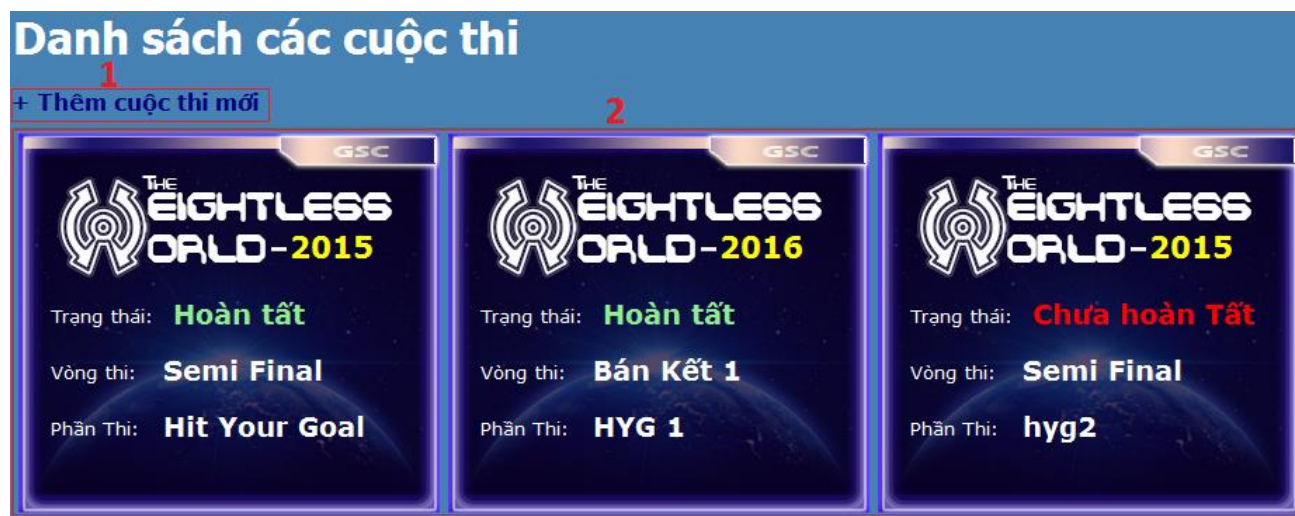 Danh sách các cuộc thi
1
+ Thêm cuộc thi mới
2
GSC
THE
EIGHTLESS
ORLD-2015
Trạng thái: Hoàn tất
Vòng thi: Semi Final
Phần Thi: Hit Your Goal
GSC
THE
EIGHTLESS
ORLD-2016
Trạng thái: Hoàn tất
Vòng thi: Bán Kết 1
Phần Thi: HYG 1
GSC
THE
EIGHTLESS
ORLD-2015
Trạng thái: Chưa hoàn Tất
Vòng thi: Semi Final
Phần Thi: hyg2